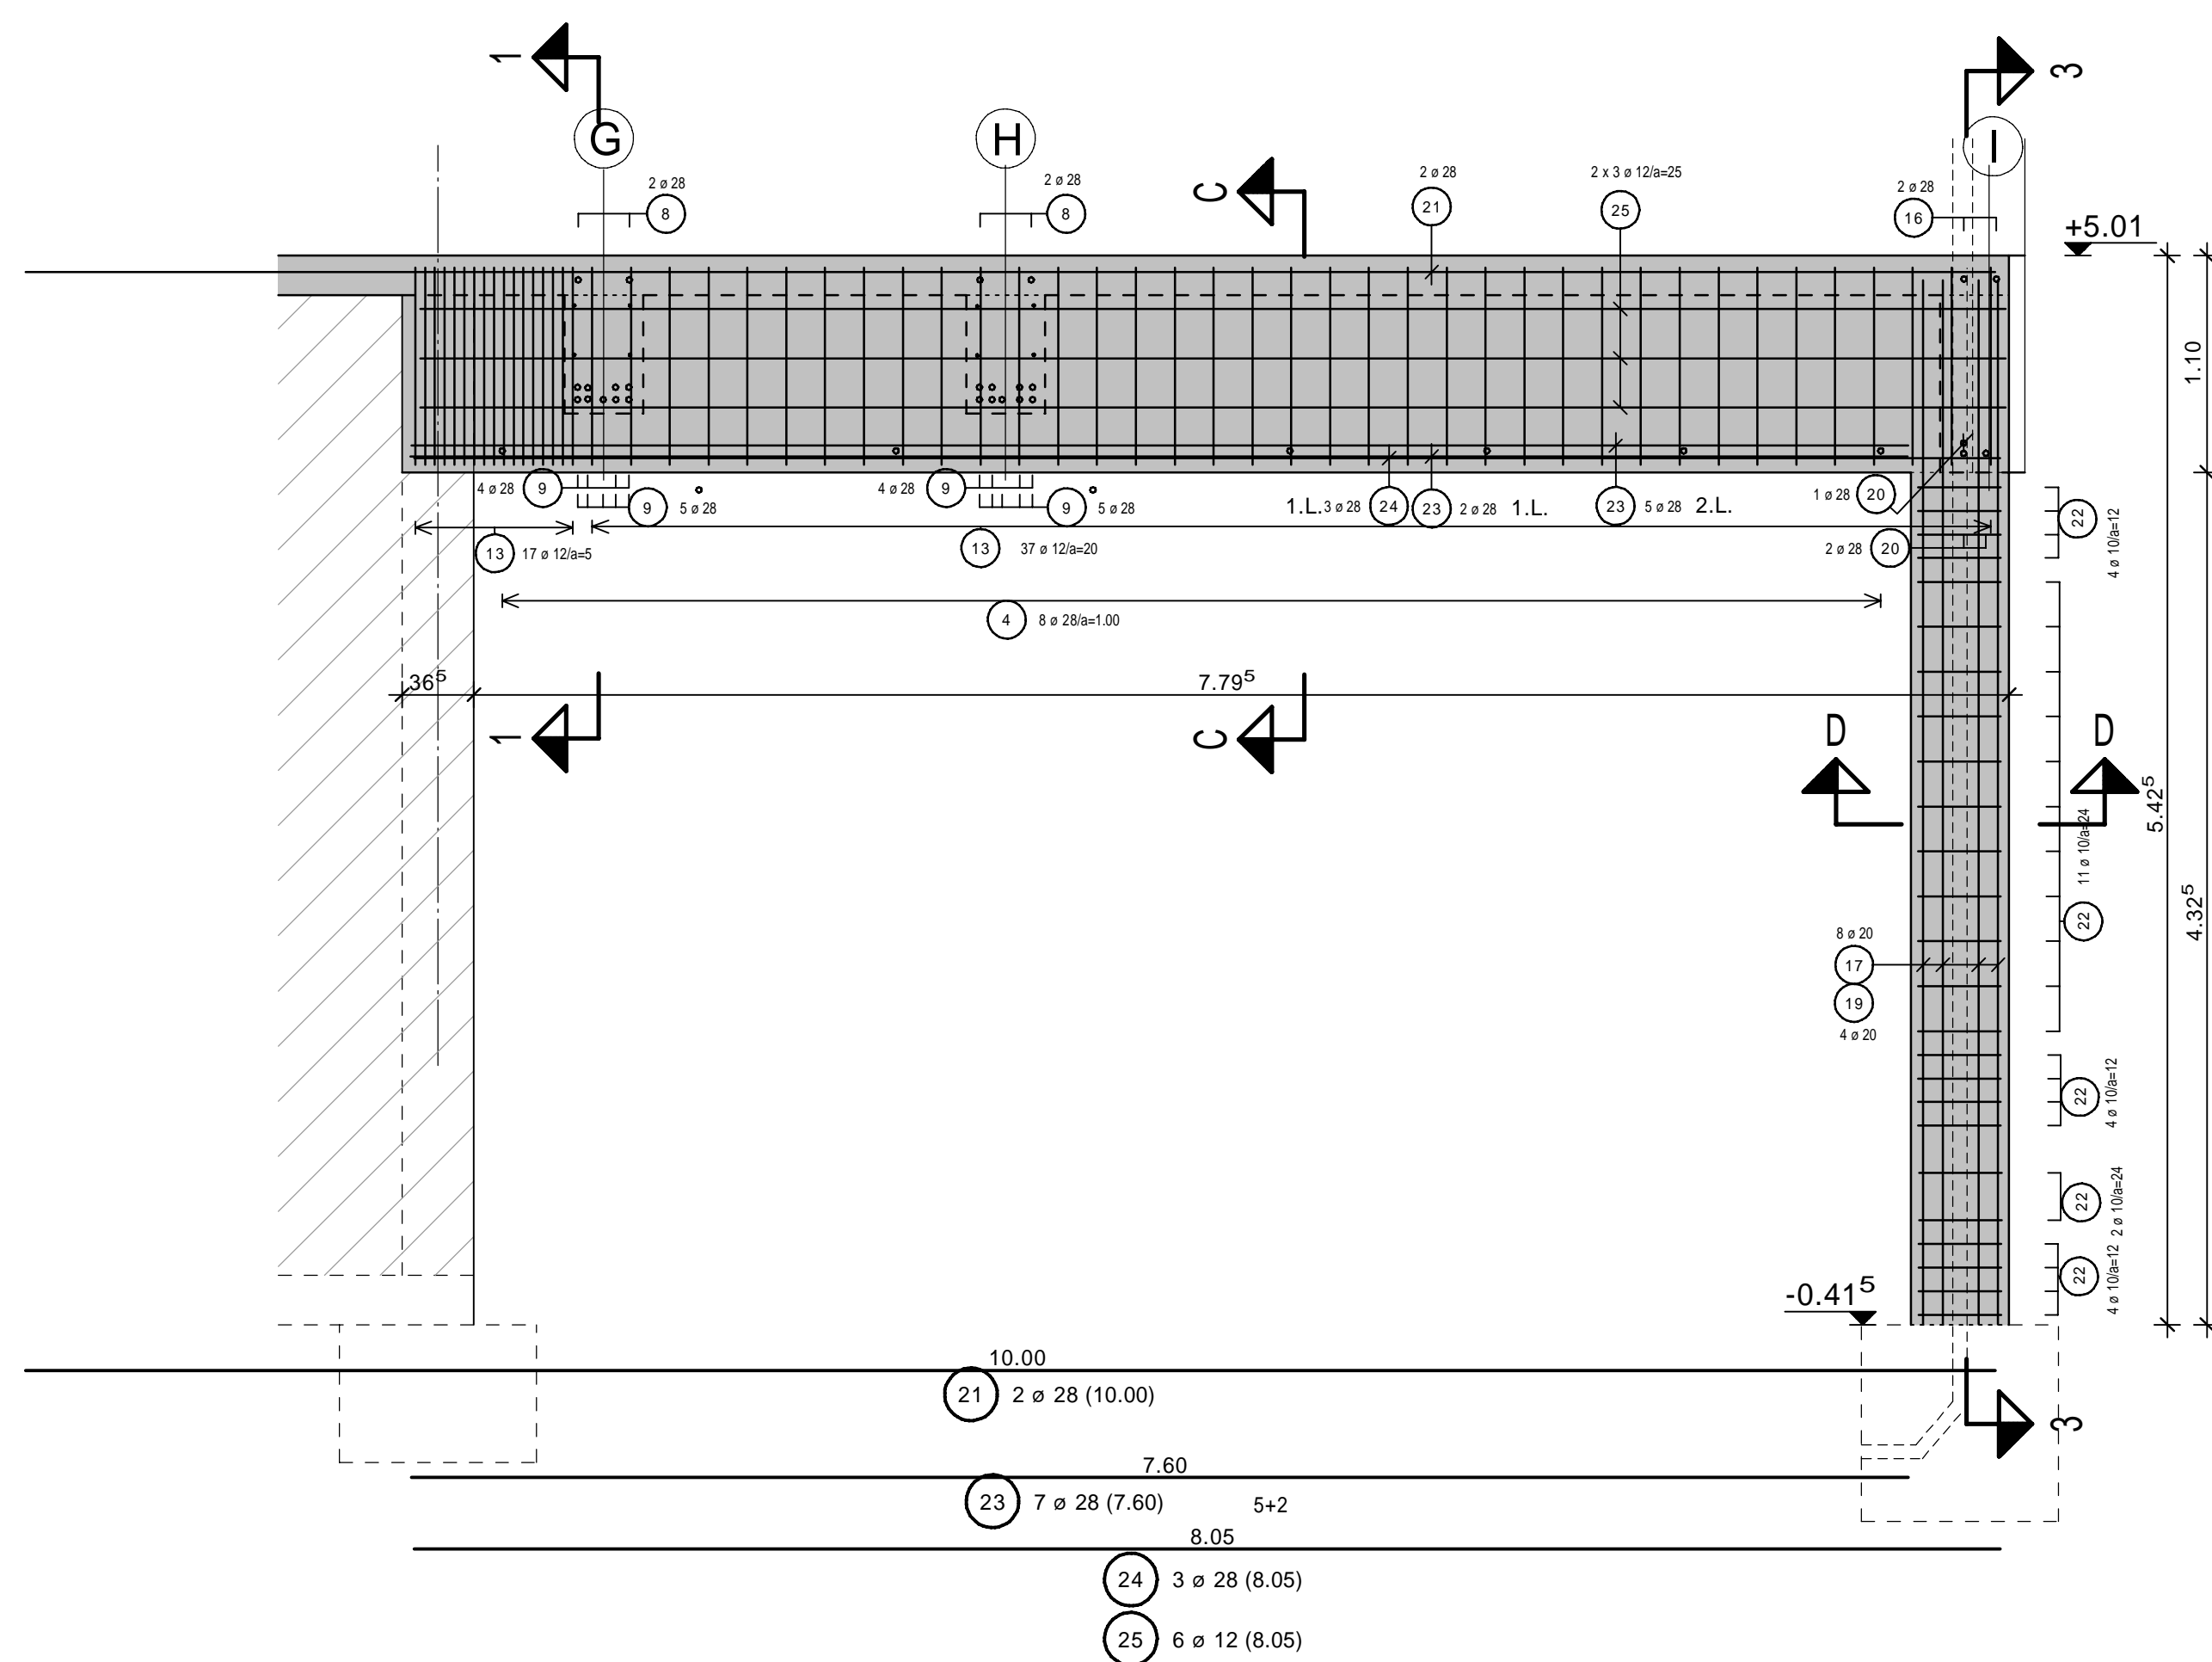 1
3
G
H
I
2 ø 28
8
2 ø 28
8
C
2 ø 28
21
2 x 3 ø 12/a=25
25
2 ø 28
16
+5.01
1.10
4 ø 28 9
9 5 ø 28
4 ø 28 9
9 5 ø 28
1.L. 3 ø 28 24
23 2 ø 28 1.L.
23 5 ø 28 2.L.
1 ø 28 20
2 ø 28 20
22
4 ø 10/a=12
13 17 ø 12/a=5
13 37 ø 12/a=20
4 8 ø 28/a=1.00
36⁵
7.79⁵
1
C
D
D
5.42⁵
11 ø 10/a=24
22
4.32⁵
8 ø 20
17
19
4 ø 20
22
4 ø 10/a=12
22
2 ø 10/a=24
22
4 ø 10/a=12
-0.41⁵
10.00
21 2 ø 28 (10.00)
3
7.60
23 7 ø 28 (7.60) 5+2
8.05
24 3 ø 28 (8.05)
25 6 ø 12 (8.05)